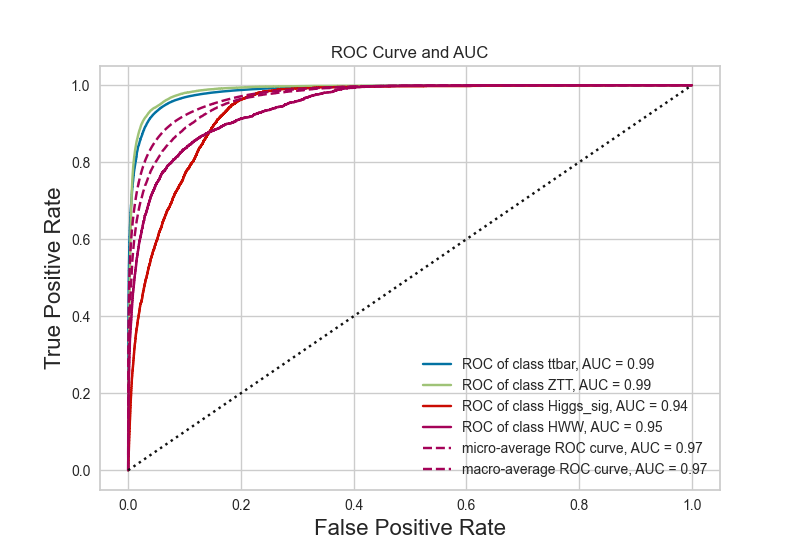 ROC Curve and AUC
True Positive Rate
1.0
0.8
0.6
0.4
0.2
0.0
ROC of class ttbar, AUC = 0.99
ROC of class ZTT, AUC = 0.99
ROC of class Higgs_sig, AUC = 0.94
ROC of class HWW, AUC = 0.95
micro-average ROC curve, AUC = 0.97
macro-average ROC curve, AUC = 0.97
0.0 0.2 0.4 0.6 0.8 1.0
False Positive Rate